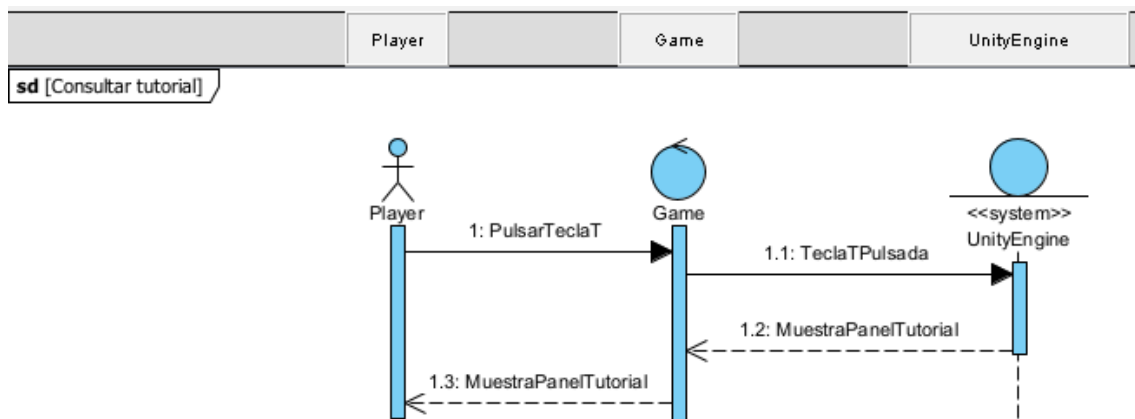 Player
Game
UnityEngine
sd [Consultar tutorial]
Player
Game
<<system>>
UnityEngine
1: PulsarTeclaT
1.1: TeclaTPulsada
1.2: MuestraPanelTutorial
1.3: MuestraPanelTutorial